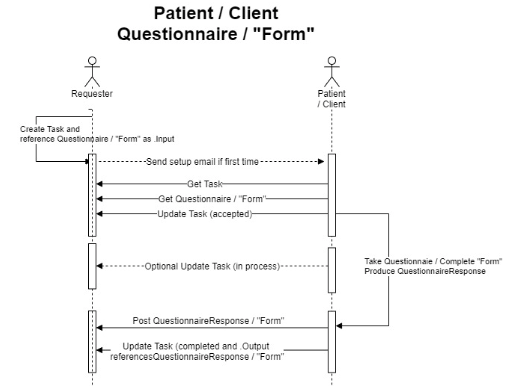 Patient / Client
Questionnaire / "Form"
Requester
Patient
/ Client
Create Task and
reference Questionnaire / "Form" as .Input
Send setup email if first time
Get Task
Get Questionnaire / "Form"
Update Task (accepted)
Take Questionnaie / Complete "Form"
Produce QuestionnaireResponse
Optional Update Task (in process)
Post QuestionnaireResponse / "Form"
Update Task (completed and .Output
referencesQuestionnaireResponse / "Form"